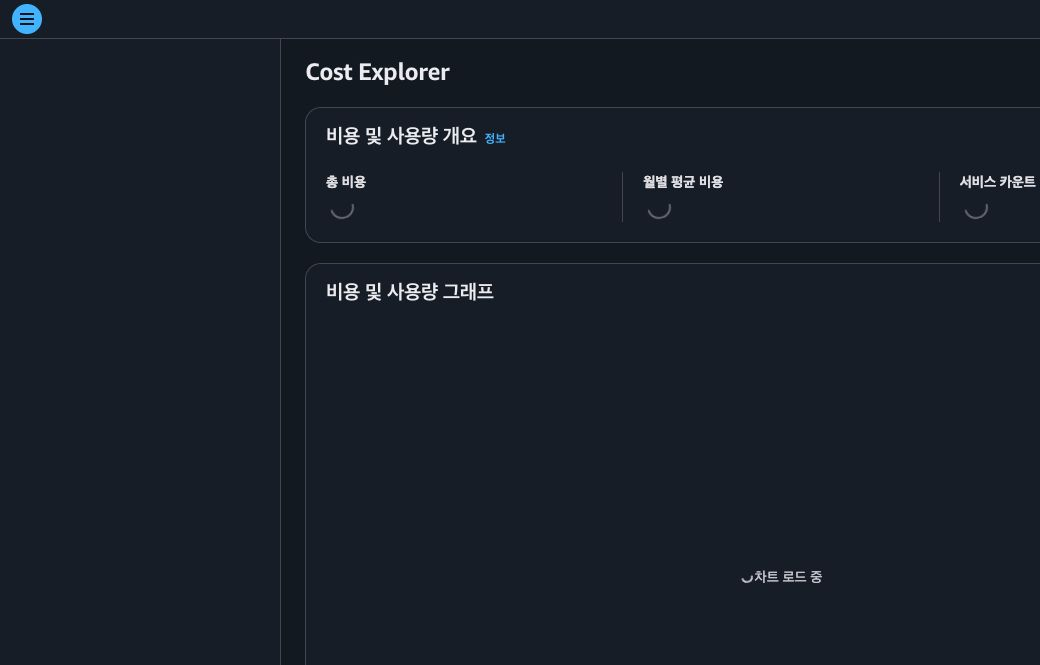 Cost Explorer
비용 및 사용량 개요 정보
총 비용
월별 평균 비용
서비스 카운트
비용 및 사용량 그래프
차트 로드 중